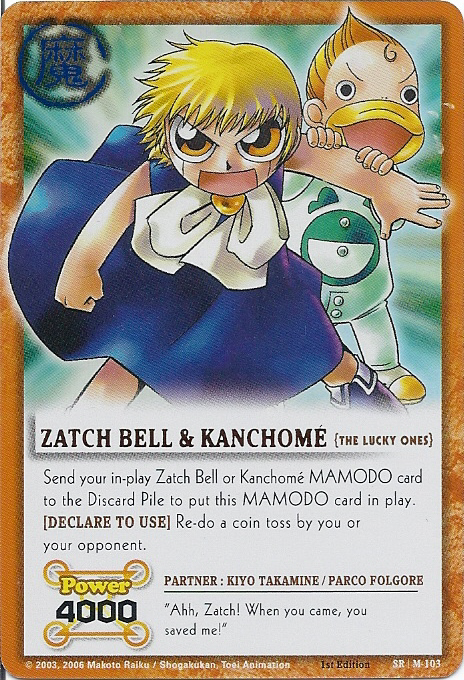 魔
ZATCH BELL & KANCHOMÉ {THE LUCKY ONES}
Send your in-play Zatch Bell or Kanchomé MAMODO card
to the Discard Pile to put this MAMODO card in play.
[DECLARE TO USE] Re-do a coin toss by you or
your opponent.
Power
4000
PARTNER : KIYO TAKAMINE / PARCO FOLGORE
"Ahh, Zatch! When you came, you
saved me!"
© 2003, 2006 Makoto Raiku / Shogakukan, Toei Animation 1st Edition SR | M-103